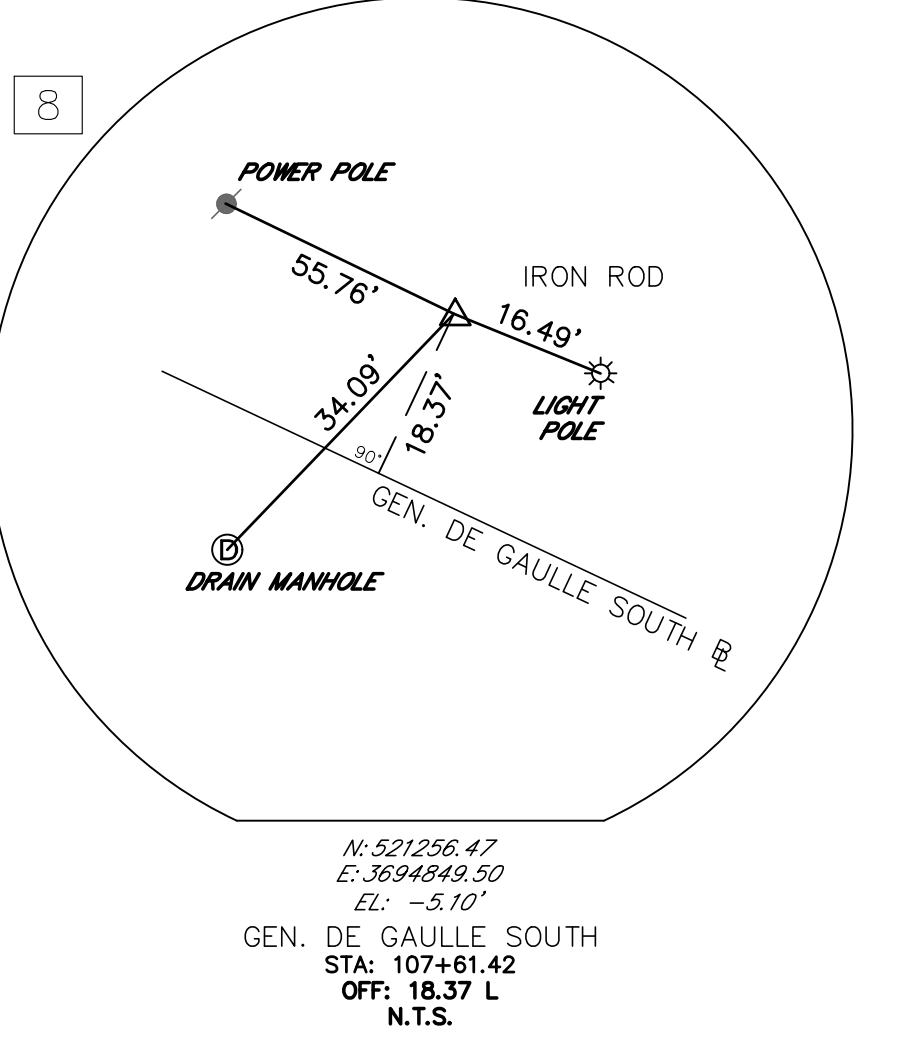 8
POWER POLE
55.76'
IRON ROD
16.49'
34.09'
18.37'
LIGHT
POLE
90°
GEN. DE GAULLE SOUTH BL
D
DRAIN MANHOLE
N: 521256.47
E: 3694849.50
EL: -5.10'
GEN. DE GAULLE SOUTH
STA: 107+61.42
OFF: 18.37 L
N.T.S.